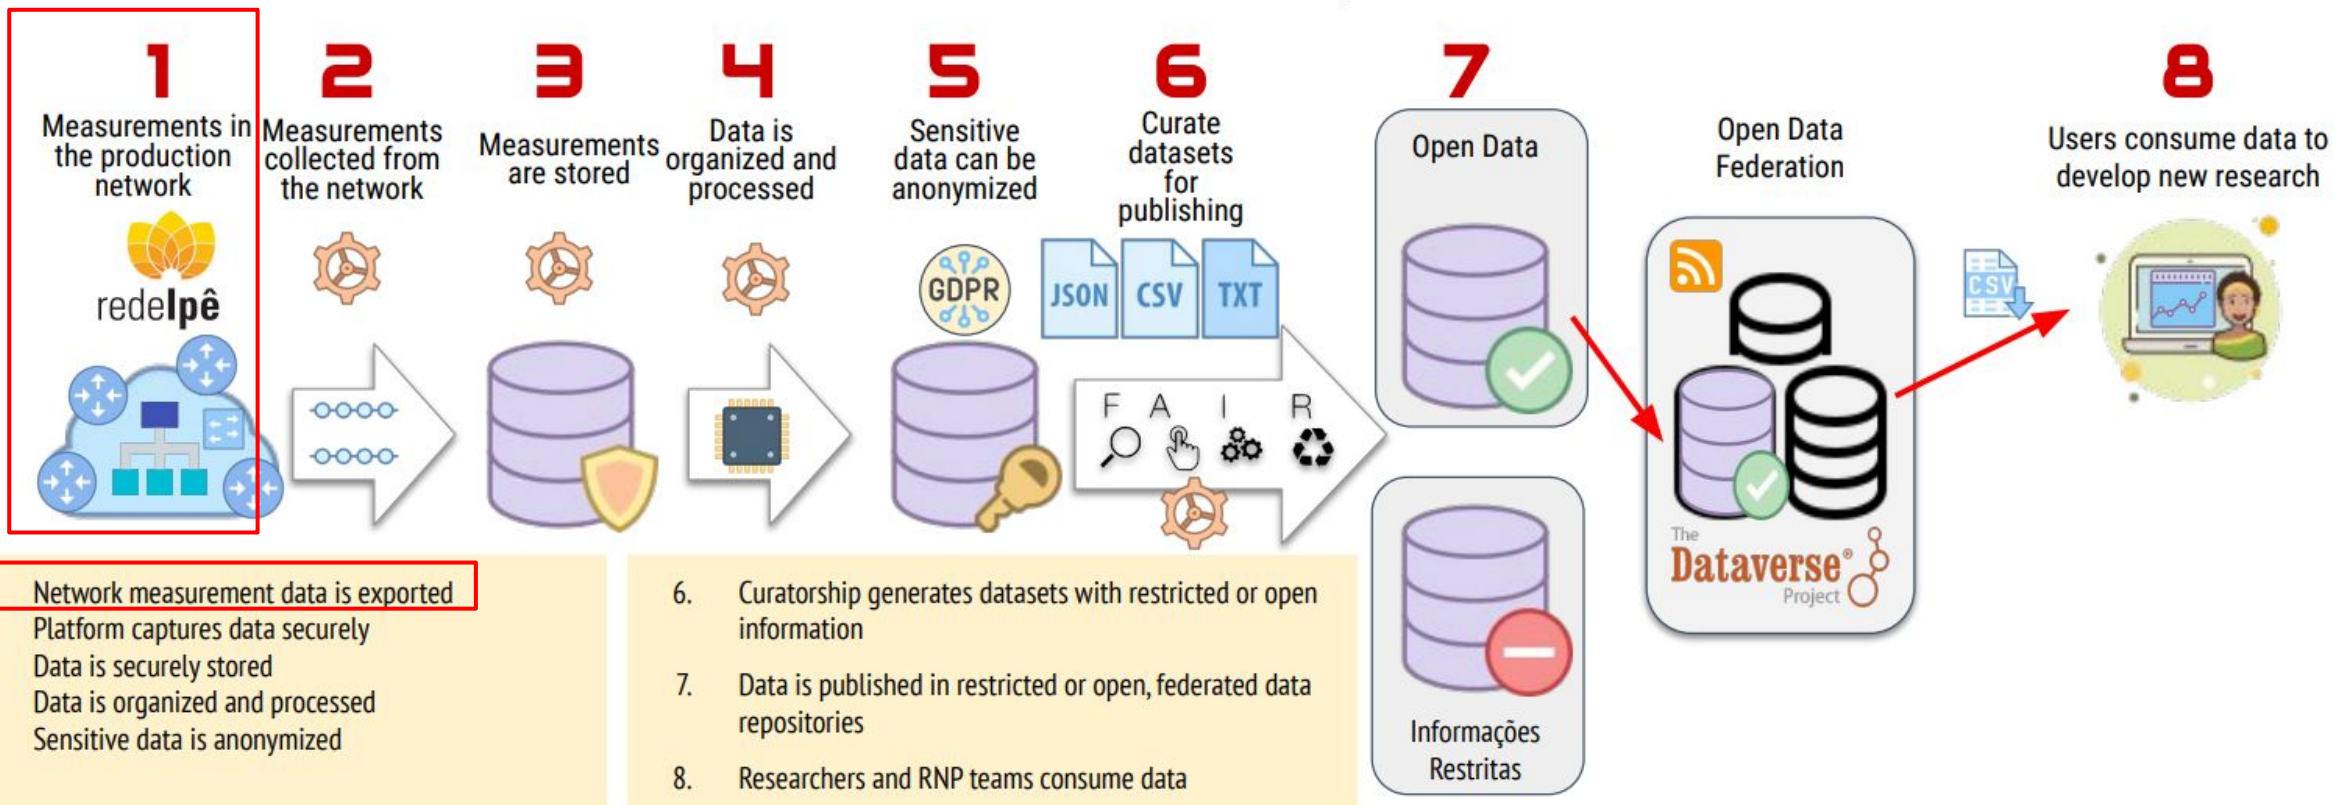 1
Measurements in
the production
network
redeIpê
2
Measurements
collected from
the network
3
Measurements
are stored
4
Data is
organized and
processed
5
Sensitive
data can be
anonymized
GDPR
6
Curate
datasets
for
publishing
JSON CSV TXT
F A I R
7
Open Data
Informações
Restritas
Open Data
Federation
The
Dataverse®
Project
CSV
8
Users consume data to
develop new research
Network measurement data is exported
Platform captures data securely
Data is securely stored
Data is organized and processed
Sensitive data is anonymized
6. Curatorship generates datasets with restricted or open
information
7. Data is published in restricted or open, federated data
repositories
8. Researchers and RNP teams consume data